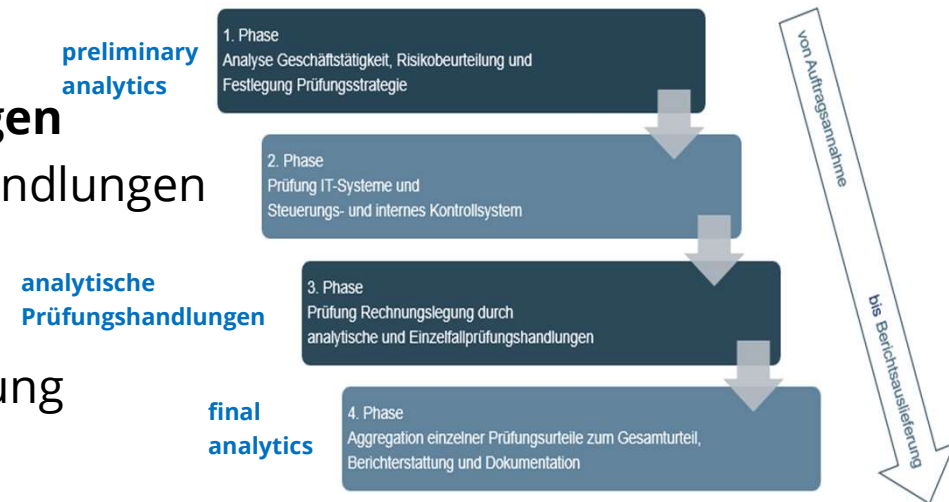 1. Phase
Analyse Geschäftstätigkeit, Risikobeurteilung und
Festlegung Prüfungsstrategie
preliminary
analytics
gen
ndlungen
2. Phase
Prüfung IT-Systeme und
Steuerungs- und internes Kontrollsystem
analytische
Prüfungshandlungen
3. Phase
Prüfung Rechnungslegung durch
analytische und Einzelfallprüfungshandlungen
ung
final
analytics
4. Phase
Aggregation einzelner Prüfungsurteile zum Gesamturteil,
Berichterstattung und Dokumentation
von Auftragsannahme
bis Berichtsauslieferung